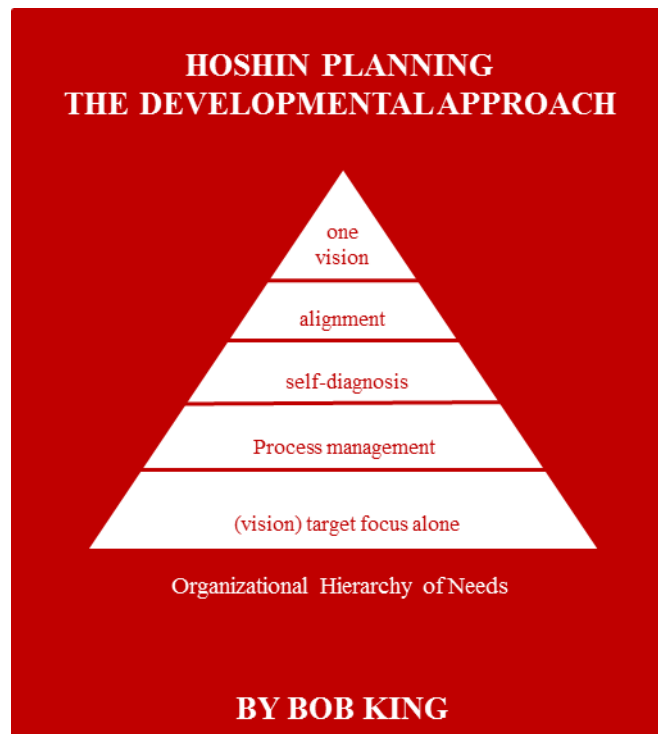 HOSHIN PLANNING
THE DEVELOPMENTAL APPROACH
one
vision
alignment
self-diagnosis
Process management
(vision) target focus alone
Organizational Hierarchy of Needs
BY BOB KING